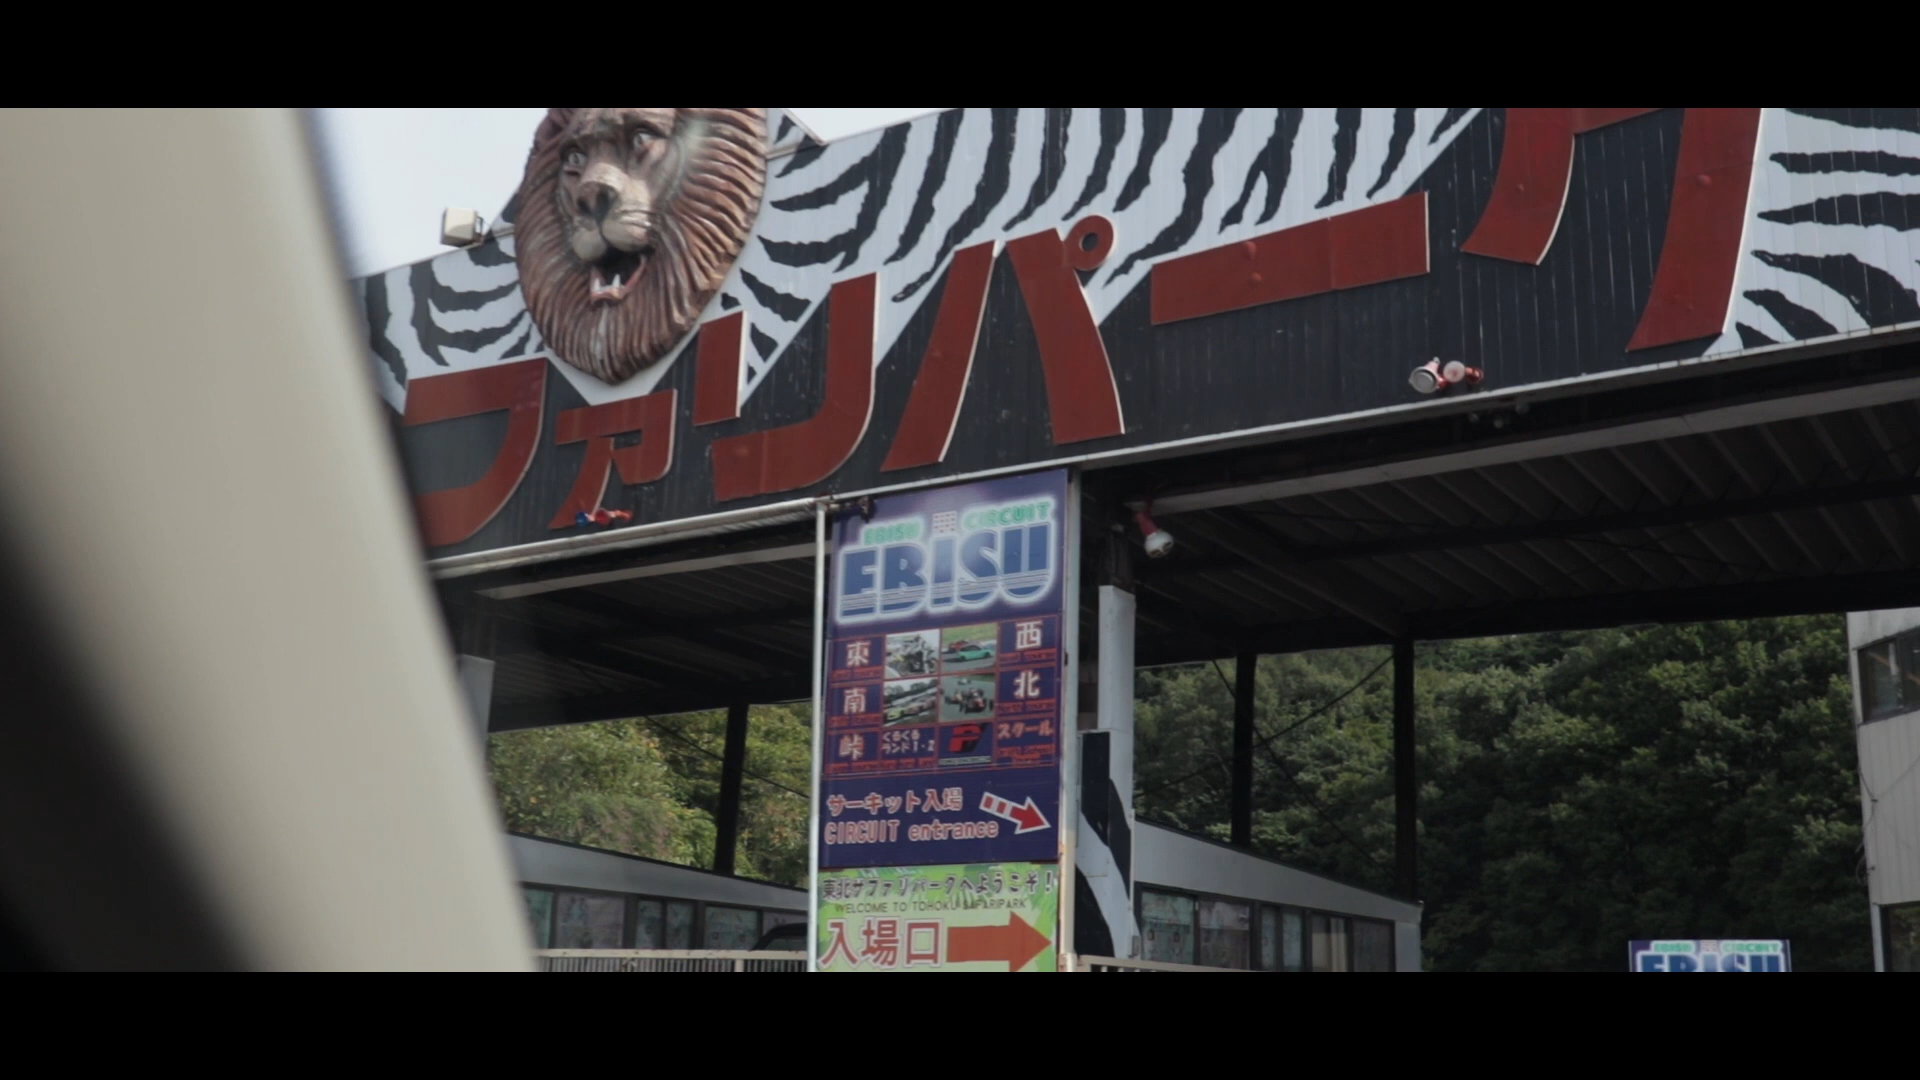 ファリパーク
EBISU CIRCUIT
EBISU
東 西
南 北
峠 くるくる スクール
ランド1・2
サーキット入場
CIRCUIT entrance
東北サファリパークへようこそ!
WELCOME TO TOHOKU SAFARIPARK
入場口
EBISU CIRCUIT
EBISU